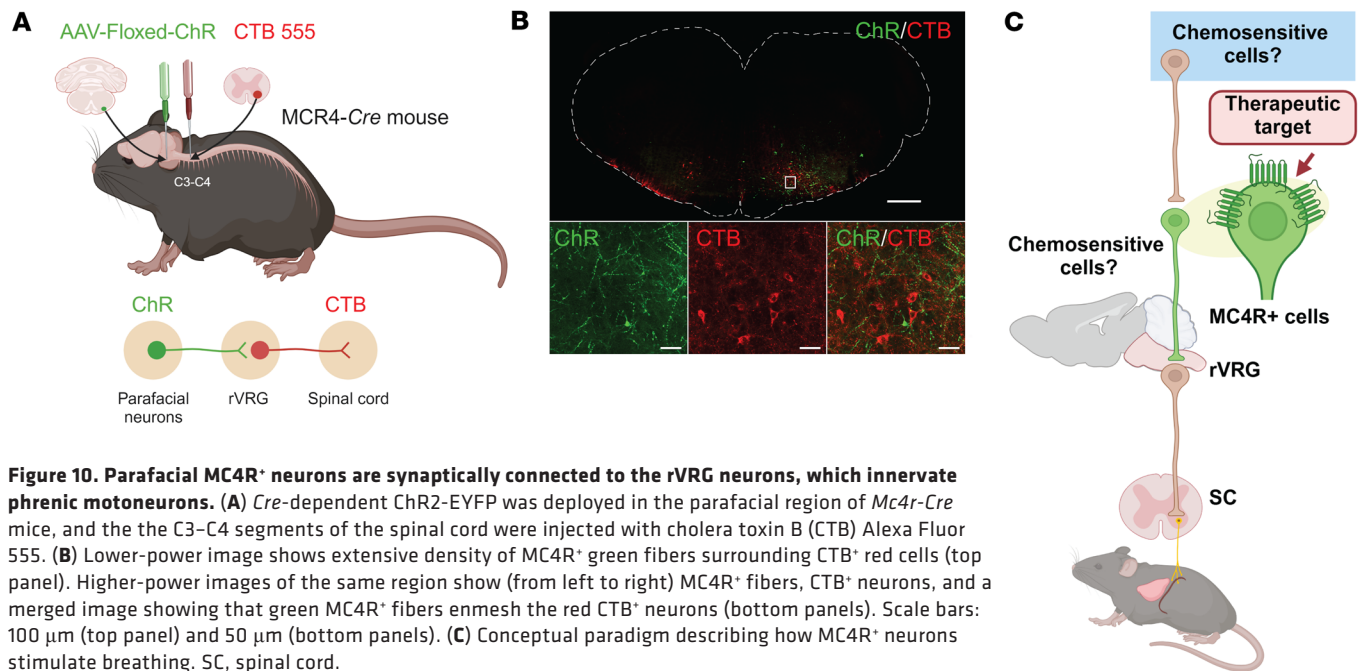 A
AAV-Floxed-ChR CTB 555
MCR4-Cre mouse
C3-C4
ChR CTB
Parafacial neurons rVRG Spinal cord
B
ChR/CTB
ChR CTB ChR/CTB
C
Chemosensitive
cells?
Therapeutic
target
Chemosensitive
cells?
MC4R+ cells
rVRG
SC
Figure 10. Parafacial MC4R⁺ neurons are synaptically connected to the rVRG neurons, which innervate
phrenic motoneurons. (A) Cre-dependent ChR2-EYFP was deployed in the parafacial region of Mc4r-Cre
mice, and the the C3–C4 segments of the spinal cord were injected with cholera toxin B (CTB) Alexa Fluor
555. (B) Lower-power image shows extensive density of MC4R⁺ green fibers surrounding CTB⁺ red cells (top
panel). Higher-power images of the same region show (from left to right) MC4R⁺ fibers, CTB⁺ neurons, and a
merged image showing that green MC4R⁺ fibers enmesh the red CTB⁺ neurons (bottom panels). Scale bars:
100 μm (top panel) and 50 μm (bottom panels). (C) Conceptual paradigm describing how MC4R⁺ neurons
stimulate breathing. SC, spinal cord.